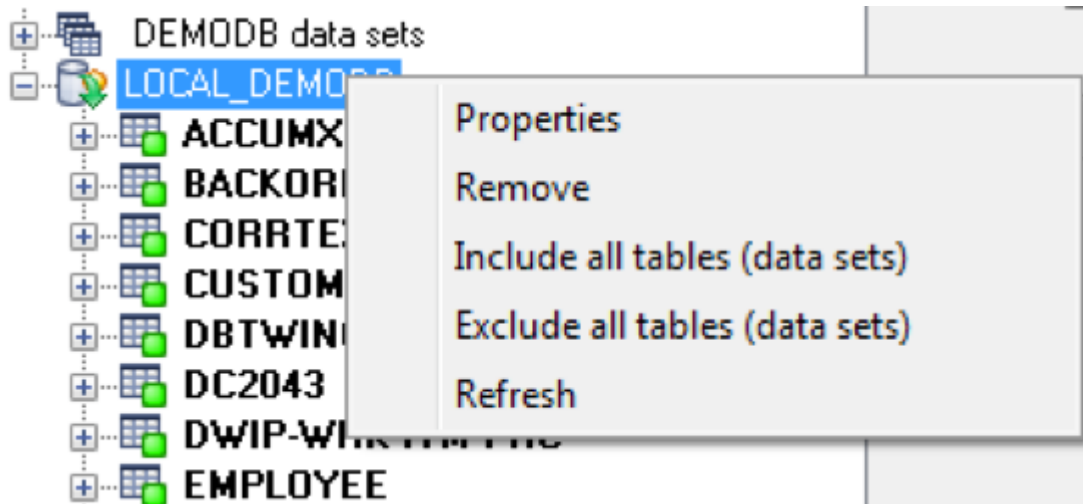 DEMODB data sets
LOCAL_DEMO
ACCUMX
Properties
BACKOR
Remove
CORRTE
Include all tables (data sets)
CUSTOM
DBTWIN
Exclude all tables (data sets)
DC2043
Refresh
EMPLOYEE